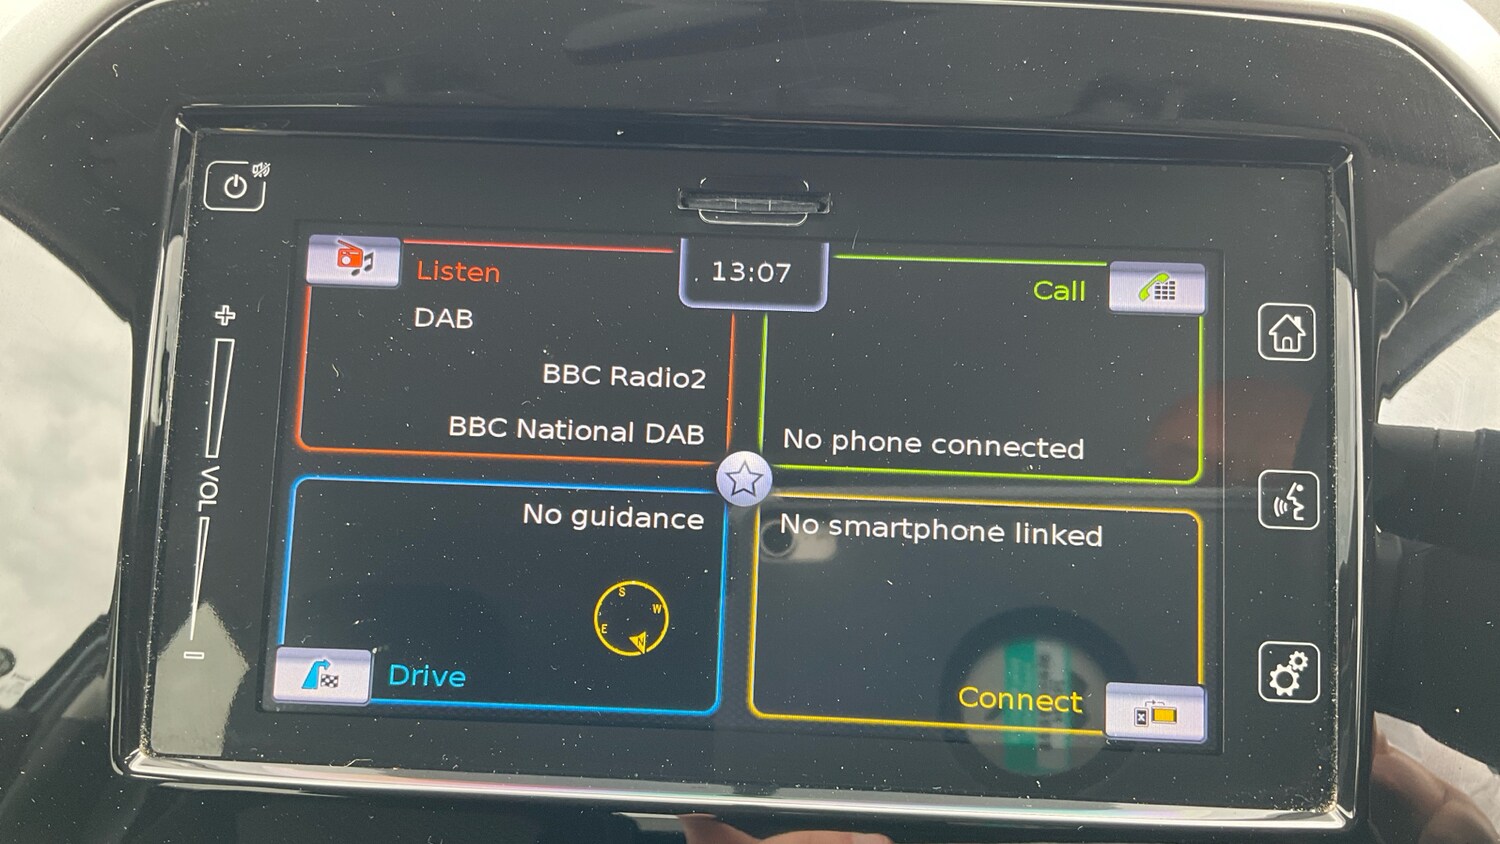 Listen
13:07
Call
DAB
BBC Radio2
BBC National DAB
No phone connected
VOL
No guidance
No smartphone linked
S
W
E
N
Drive
Connect